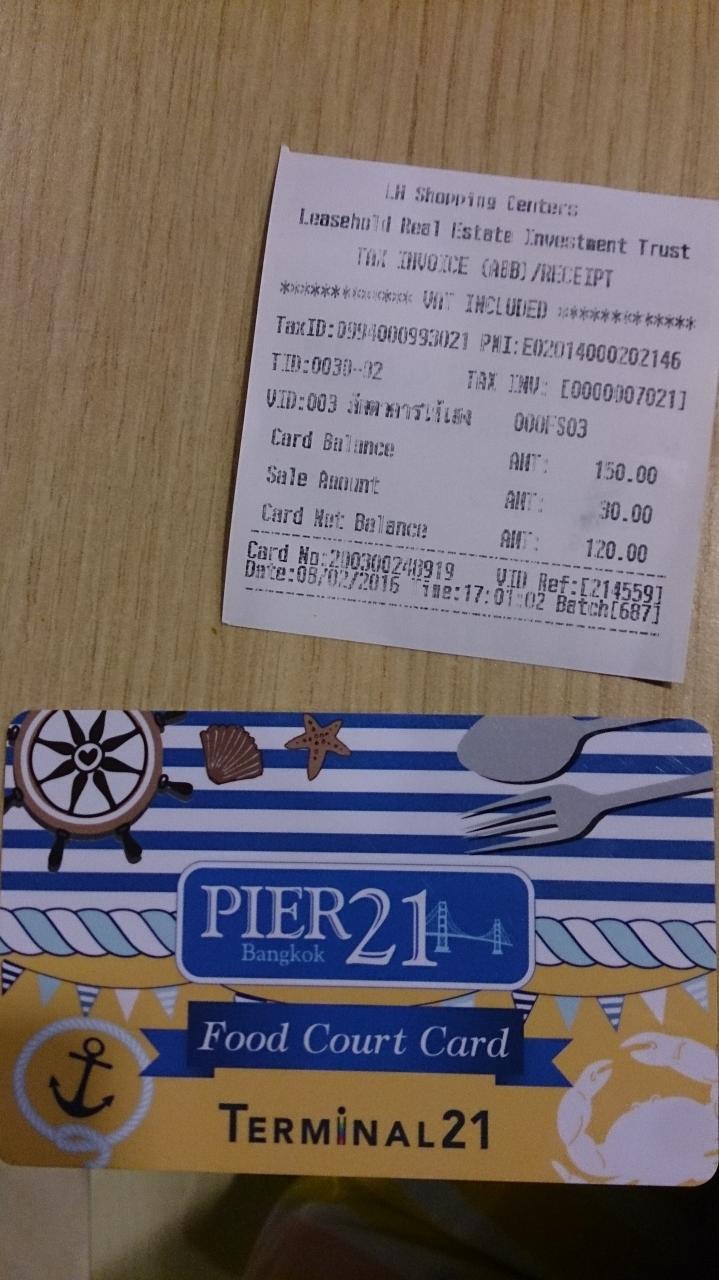 LH Shopping Centers
Leasehold Real Estate Investment Trust
TAX INVOICE (ABB)/RECEIPT
************* VAT INCLUDED *************
TaxID:0994000993021 PMI:E02014000202146
TID:0030-02 TAX INV: [0000007021]
VID:003 000FS03
Card Balance AMT: 150.00
Sale Amount AMT: 30.00
Card Net Balance AMT: 120.00
Card No:200300240919 VID Ref:[214559]
Date:08/02/2016 Time:17:01:02 Batch[687]
PIER21
Bangkok
Food Court Card
TERMINAL21